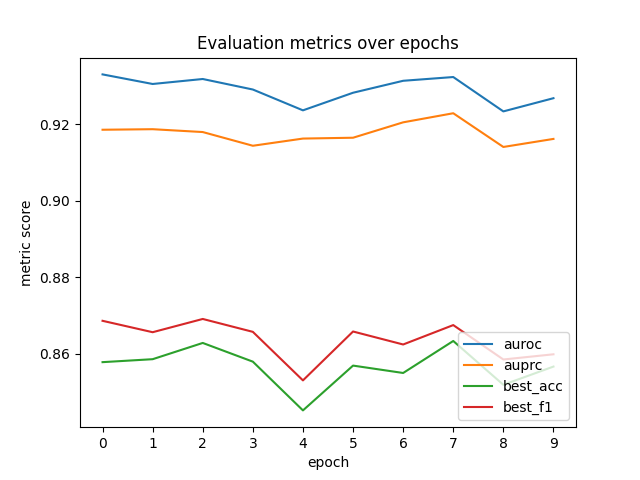 Evaluation metrics over epochs
metric score
0.92
0.90
0.88
0.86
auroc
auprc
best_acc
best_f1
0 1 2 3 4 5 6 7 8 9
epoch